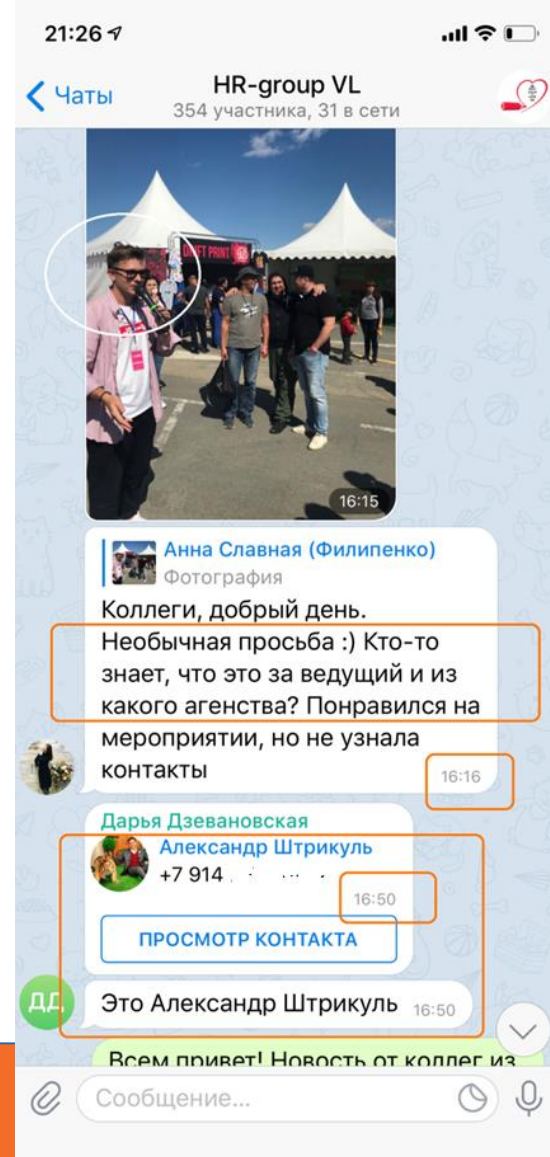 21:26
Чаты
HR-group VL
354 участника, 31 в сети
DRIFT PRINT
16:15
Анна Славная (Филипенко)
Фотография
Коллеги, добрый день.
Необычная просьба :) Кто-то
знает, что это за ведущий и из
какого агенства? Понравился на
мероприятии, но не узнала
контакты
16:16
Дарья Дзевановская
Александр Штрикуль
+7 914
16:50
ПРОСМОТР КОНТАКТА
ДД
Это Александр Штрикуль 16:50
Всем привет! Новость от коллег из
Сообщение...